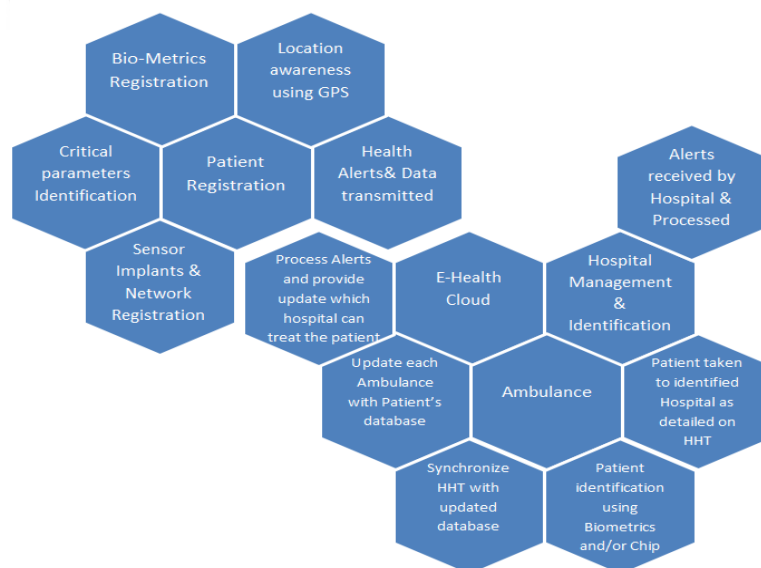 Bio-Metrics
Registration
Location
awareness
using GPS
Critical
parameters
Identification
Patient
Registration
Health
Alerts& Data
transmitted
Alerts
received by
Hospital &
Processed
Sensor
Implants &
Network
Registration
Process Alerts
and provide
update which
hospital can
treat the patient
E-Health
Cloud
Hospital
Management
&
Identification
Update each
Ambulance
with Patient’s
database
Ambulance
Patient taken
to identified
Hospital as
detailed on
HHT
Synchronize
HHT with
updated
database
Patient
identification
using
Biometrics
and/or Chip